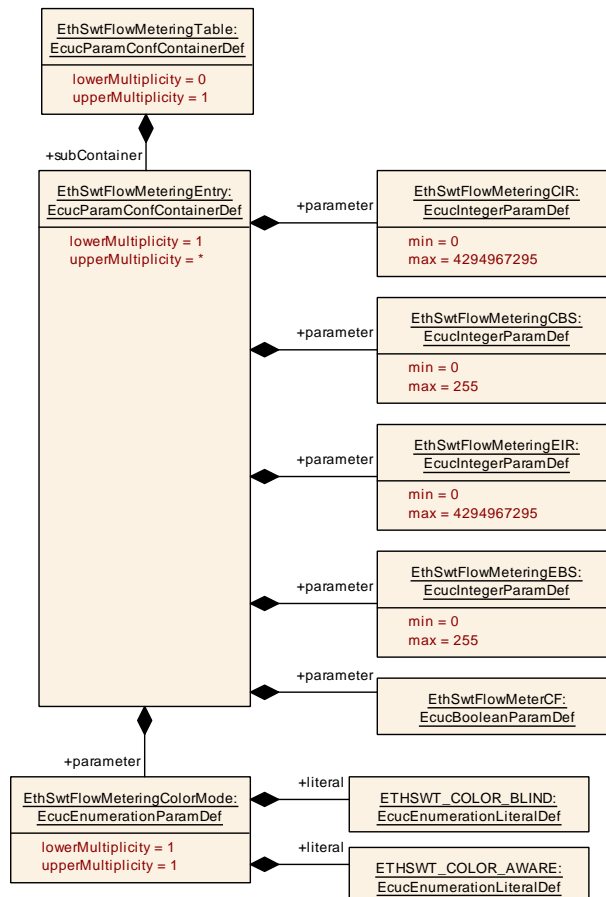 EthSwtFlowMeteringTable:
EcucParamConfContainerDef
lowerMultiplicity = 0
upperMultiplicity = 1
+subContainer
EthSwtFlowMeteringEntry:
EcucParamConfContainerDef
lowerMultiplicity = 1
upperMultiplicity = *
+parameter
EthSwtFlowMeteringCIR:
EcucIntegerParamDef
min = 0
max = 4294967295
+parameter
EthSwtFlowMeteringCBS:
EcucIntegerParamDef
min = 0
max = 255
+parameter
EthSwtFlowMeteringEIR:
EcucIntegerParamDef
min = 0
max = 4294967295
+parameter
EthSwtFlowMeteringEBS:
EcucIntegerParamDef
min = 0
max = 255
+parameter
EthSwtFlowMeterCF:
EcucBooleanParamDef
+parameter
EthSwtFlowMeteringColorMode:
EcucEnumerationParamDef
lowerMultiplicity = 1
upperMultiplicity = 1
+literal
ETHSWT_COLOR_BLIND:
EcucEnumerationLiteralDef
+literal
ETHSWT_COLOR_AWARE:
EcucEnumerationLiteralDef